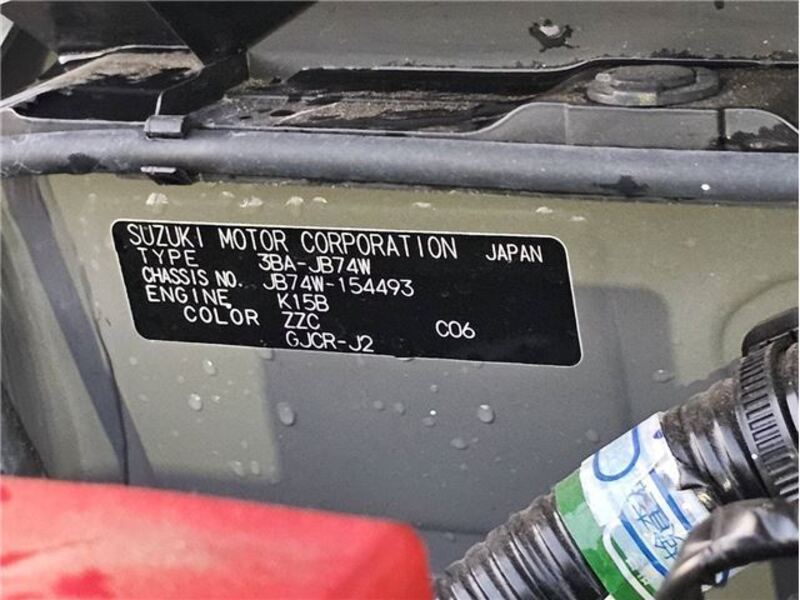 SUZUKI MOTOR CORPORATION JAPAN
TYPE 3BA-JB74W
CHASSIS NO. JB74W-154493
ENGINE K15B
COLOR ZZC C06
GJCR-J2